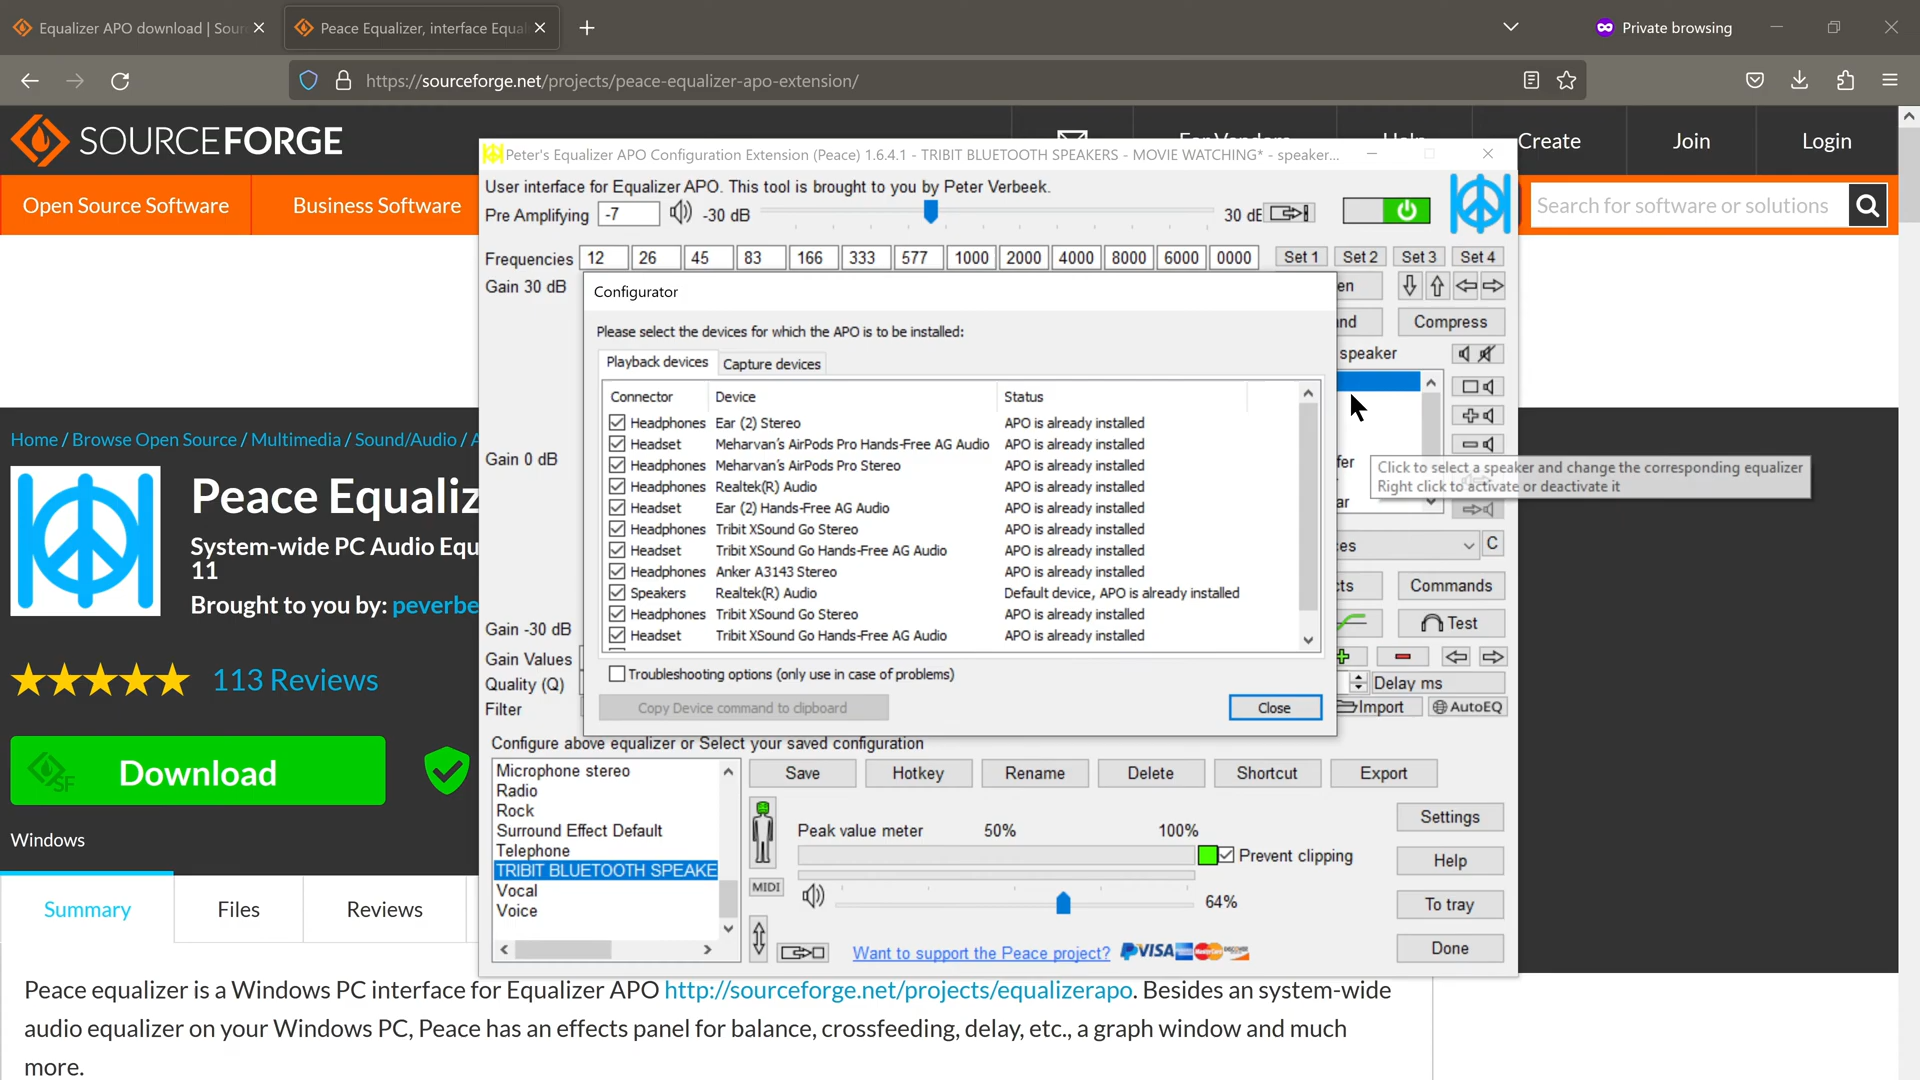 Equalizer APO download | Sour
Peace Equalizer, interface Equal
Private browsing
https://sourceforge.net/projects/peace-equalizer-apo-extension/
SOURCEFORGE
Create
Join
Login
Open Source Software
Business Software
Search for software or solutions
Home / Browse Open Source / Multimedia / Sound/Audio / A
Peace Equaliz
System-wide PC Audio Equ
11
Brought to you by: peverbe
113 Reviews
SF
Download
Windows
Summary
Files
Reviews
Peter's Equalizer APO Configuration Extension (Peace) 1.6.4.1 - TRIBIT BLUETOOTH SPEAKERS - MOVIE WATCHING* - speaker...
User interface for Equalizer APO. This tool is brought to you by Peter Verbeek.
Pre Amplifying -7 -30 dB 30 dE
Frequencies 12 26 45 83 166 333 577 1000 2000 4000 8000 6000 0000 Set 1 Set 2 Set 3 Set 4
Gain 30 dB
en
nd Compress
speaker
Gain 0 dB
fer
ar
Click to select a speaker and change the corresponding equalizer
Right click to activate or deactivate it
es C
cts Commands
Gain -30 dB
Test
Gain Values
Quality (Q)
Delay ms
Filter
Import AutoEQ
Configurator
Please select the devices for which the APO is to be installed:
Playback devices Capture devices
Connector Device Status
Headphones Ear (2) Stereo APO is already installed
Headset Meharvan's AirPods Pro Hands-Free AG Audio APO is already installed
Headphones Meharvan's AirPods Pro Stereo APO is already installed
Headphones Realtek(R) Audio APO is already installed
Headset Ear (2) Hands-Free AG Audio APO is already installed
Headphones Tribit XSound Go Stereo APO is already installed
Headset Tribit XSound Go Hands-Free AG Audio APO is already installed
Headphones Anker A3143 Stereo APO is already installed
Speakers Realtek(R) Audio Default device, APO is already installed
Headphones Tribit XSound Go Stereo APO is already installed
Headset Tribit XSound Go Hands-Free AG Audio APO is already installed
Troubleshooting options (only use in case of problems)
Copy Device command to clipboard
Close
Configure above equalizer or Select your saved configuration
Microphone stereo
Radio
Rock
Surround Effect Default
Telephone
TRIBIT BLUETOOTH SPEAKE
Vocal
Voice
Save Hotkey Rename Delete Shortcut Export
Peak value meter 50% 100%
Prevent clipping
MIDI
64%
Want to support the Peace project?
VISA
Settings
Help
To tray
Done
Peace equalizer is a Windows PC interface for Equalizer APO http://sourceforge.net/projects/equalizerapo. Besides an system-wide
audio equalizer on your Windows PC, Peace has an effects panel for balance, crossfeeding, delay, etc., a graph window and much
more.